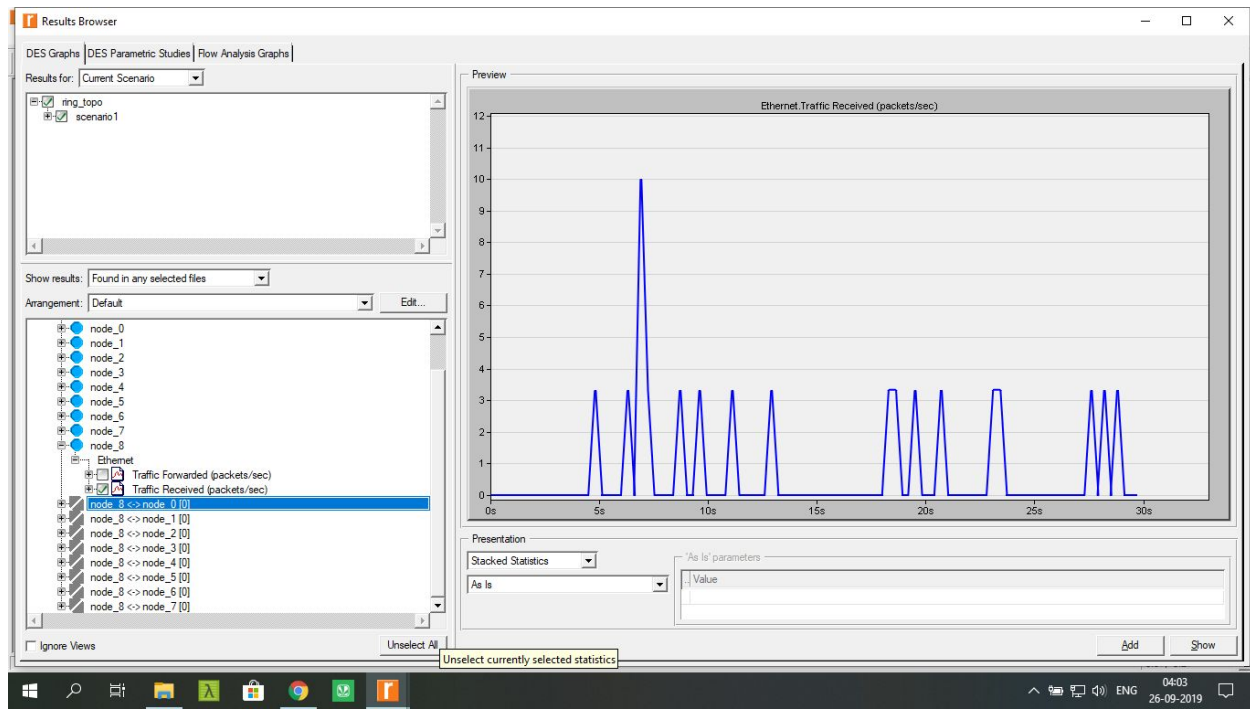 Results Browser
DES Graphs DES Parametric Studies Flow Analysis Graphs
Results for: Current Scenario
ring_topo
scenario1
Show results: Found in any selected files
Arrangement: Default Edit...
node_0
node_1
node_2
node_3
node_4
node_5
node_6
node_7
node_8
Ethernet
Traffic Forwarded (packets/sec)
Traffic Received (packets/sec)
node_8 <-> node_0 [0]
node_8 <-> node_1 [0]
node_8 <-> node_2 [0]
node_8 <-> node_3 [0]
node_8 <-> node_4 [0]
node_8 <-> node_5 [0]
node_8 <-> node_6 [0]
node_8 <-> node_7 [0]
Ignore Views Unselect All
Unselect currently selected statistics
Preview
Ethernet.Traffic Received (packets/sec)
12
11
10
9
8
7
6
5
4
3
2
1
0
0s 5s 10s 15s 20s 25s 30s
Presentation
Stacked Statistics
As Is
'As Is' parameters
.. Value
Add Show
ENG
04:03
26-09-2019